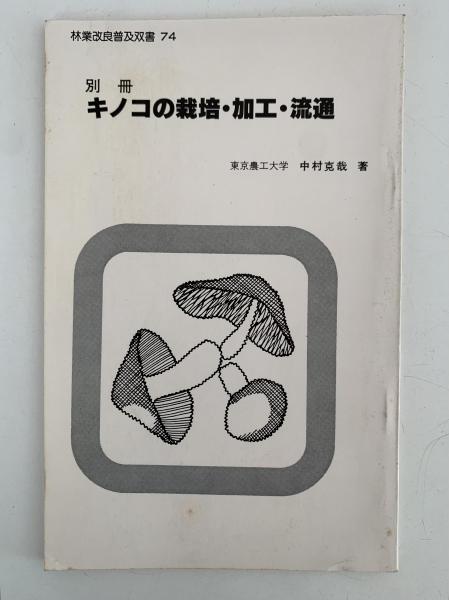 林業改良普及双書 74
別冊
キノコの栽培・加工・流通
東京農工大学 中村克哉 著